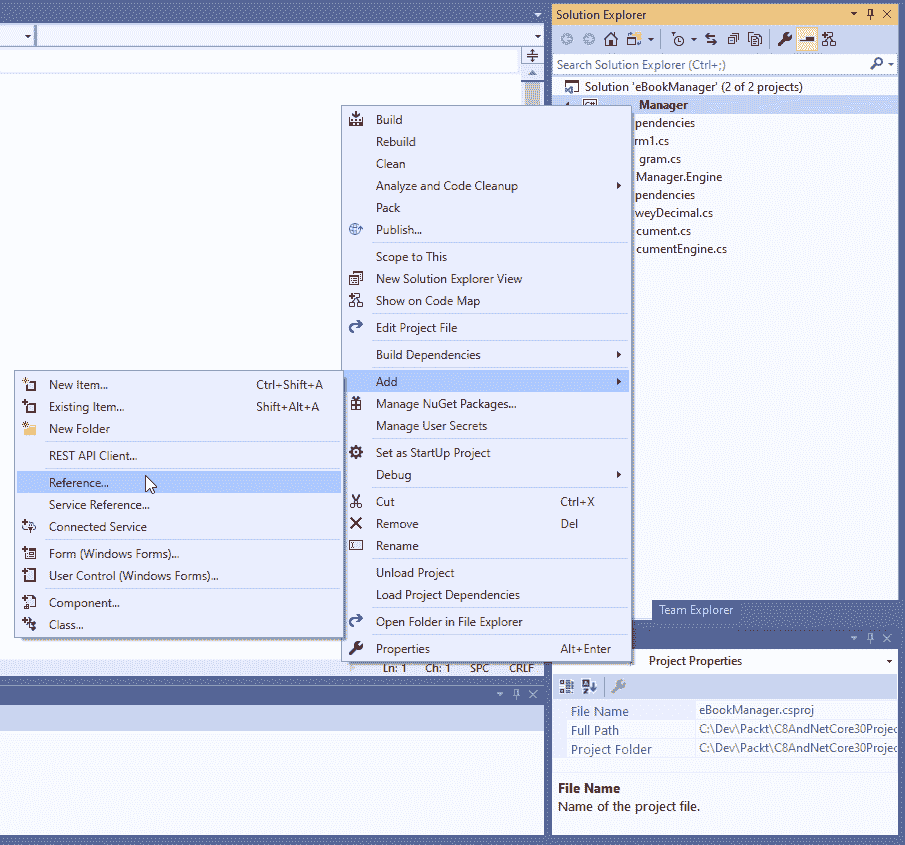 Solution Explorer
Search Solution Explorer (Ctrl+;)
Solution 'eBookManager' (2 of 2 projects)
Manager
pendencies
rm1.cs
gram.cs
Manager.Engine
pendencies
weyDecimal.cs
cument.cs
cumentEngine.cs
Build
Rebuild
Clean
Analyze and Code Cleanup
Pack
Publish...
Scope to This
New Solution Explorer View
Show on Code Map
Edit Project File
Build Dependencies
Add
Manage NuGet Packages...
Manage User Secrets
Set as StartUp Project
Debug
Cut Ctrl+X
Remove Del
Rename
Unload Project
Load Project Dependencies
Open Folder in File Explorer
Properties Alt+Enter
New Item... Ctrl+Shift+A
Existing Item... Shift+Alt+A
New Folder
REST API Client...
Reference...
Service Reference...
Connected Service
Form (Windows Forms)...
User Control (Windows Forms)...
Component...
Class...
Ln: 1 Ch: 1 SPC CRLF
Team Explorer
Project Properties
File Name eBookManager.csproj
Full Path C:\Dev\Packt\C8AndNetCore30Projec
Project Folder C:\Dev\Packt\C8AndNetCore30Projec
File Name
Name of the project file.